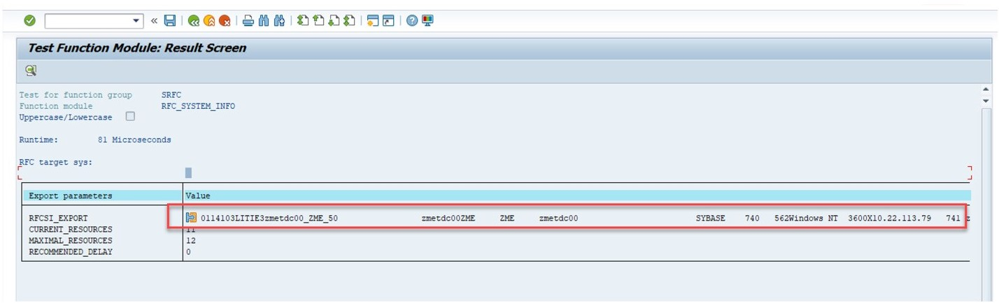 Test Function Module: Result Screen
Test for function group SRFC
Function module RFC_SYSTEM_INFO
Uppercase/Lowercase
Runtime: 81 Microseconds
RFC target sys:
Export parameters Value
RFCSI_EXPORT 0114103LITIE3zmetdc00_ZME_50 zmetdc00ZME ZME zmetdc00 SYBASE 740 562Windows NT 3600X10.22.113.79 741 z
CURRENT_RESOURCES 11
MAXIMAL_RESOURCES 12
RECOMMENDED_DELAY 0